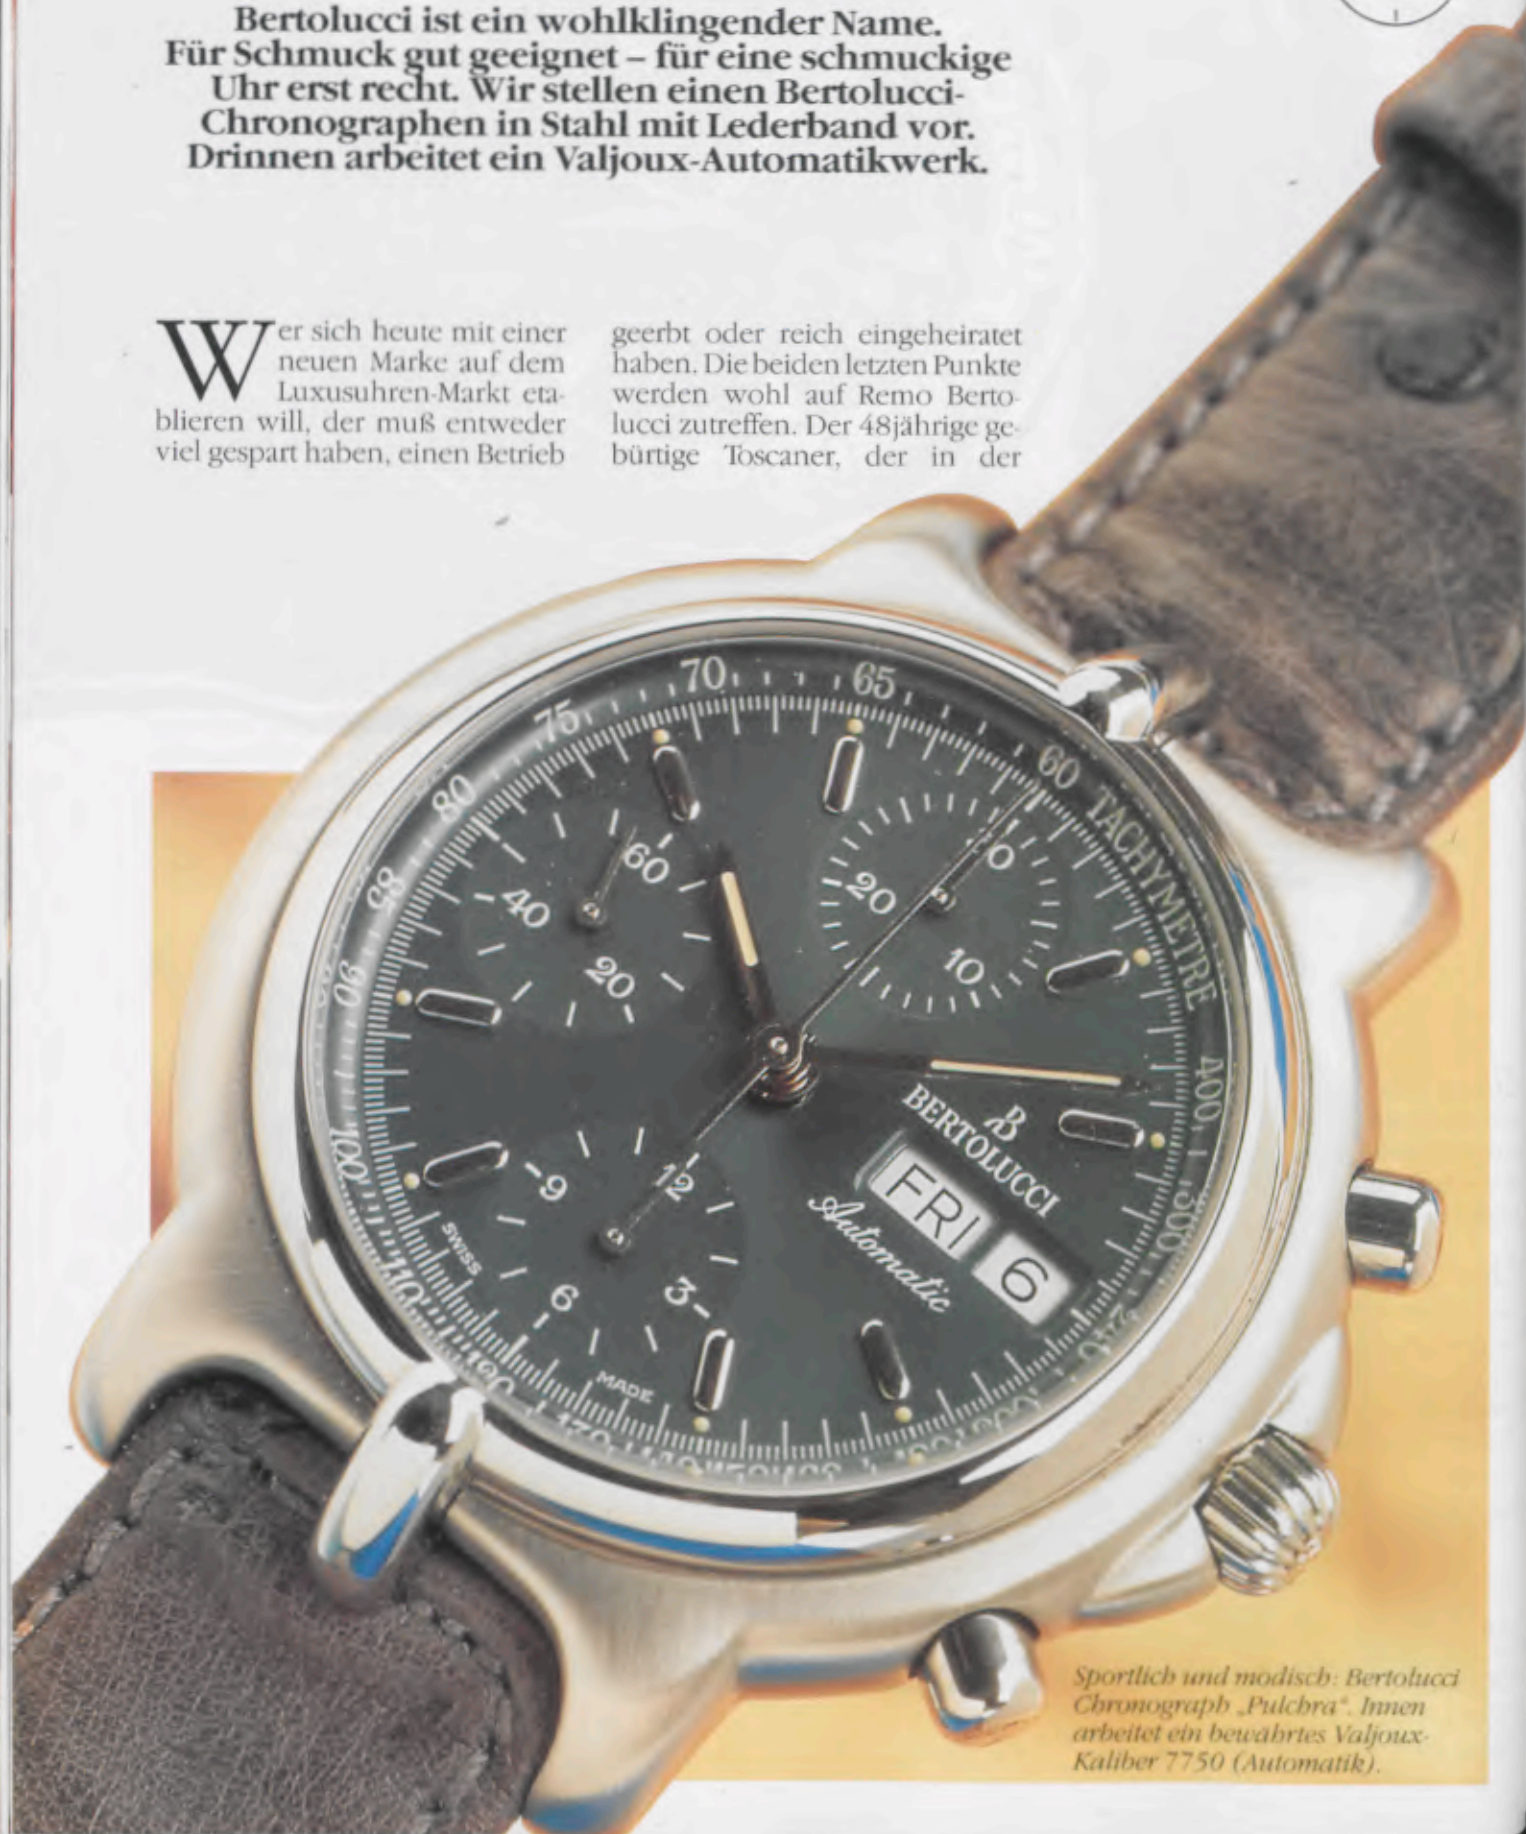 Bertolucci ist ein wohlklingender Name.
Für Schmuck gut geeignet – für eine schmuckige
Uhr erst recht. Wir stellen einen Bertolucci-
Chronographen in Stahl mit Lederband vor.
Drinnen arbeitet ein Valjoux-Automatikwerk.
Wer sich heute mit einer
neuen Marke auf dem
Luxusuhren-Markt eta-
blieren will, der muß entweder
viel gespart haben, einen Betrieb
geerbt oder reich eingeheiratet
haben. Die beiden letzten Punkte
werden wohl auf Remo Berto-
lucci zutreffen. Der 48jährige ge-
bürtige Toscaner, der in der
60 TACHYMETRE
400
300
110
100
90
85
80
75
70
65
60
40
20
20
10
12
9
6
3
B
BERTOLUCCI
FRI 6
Automatic
SWISS
MADE
Sportlich und modisch: Bertolucci
Chronograph „Pulchra“. Innen
arbeitet ein bewährtes Valjoux-
Kaliber 7750 (Automatik).